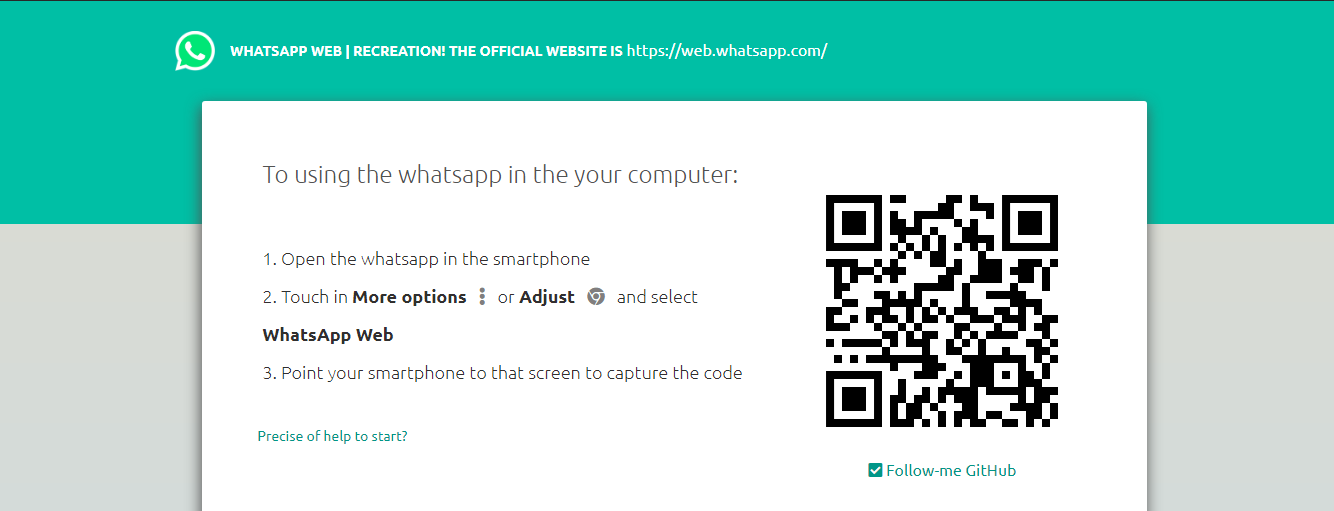 WHATSAPP WEB | RECREATION! THE OFFICIAL WEBSITE IS https://web.whatsapp.com/
To using the whatsapp in the your computer:
1. Open the whatsapp in the smartphone
2. Touch in More options or Adjust and select
WhatsApp Web
3. Point your smartphone to that screen to capture the code
Precise of help to start?
Follow-me GitHub